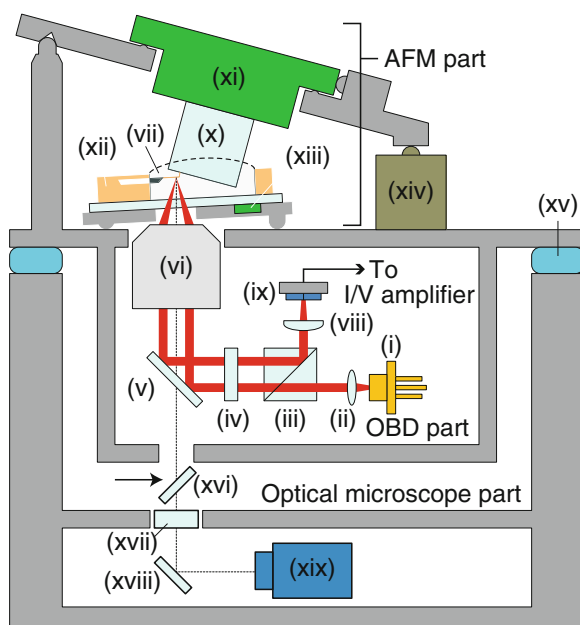 (xi)
AFM part
(x)
(vii)
(xii)
(xiii)
(xiv)
(xv)
(vi)
To
I/V amplifier
(ix)
(viii)
(i)
(v)
(iv)
(iii)
(ii)
OBD part
(xvi)
Optical microscope part
(xvii)
(xviii)
(xix)